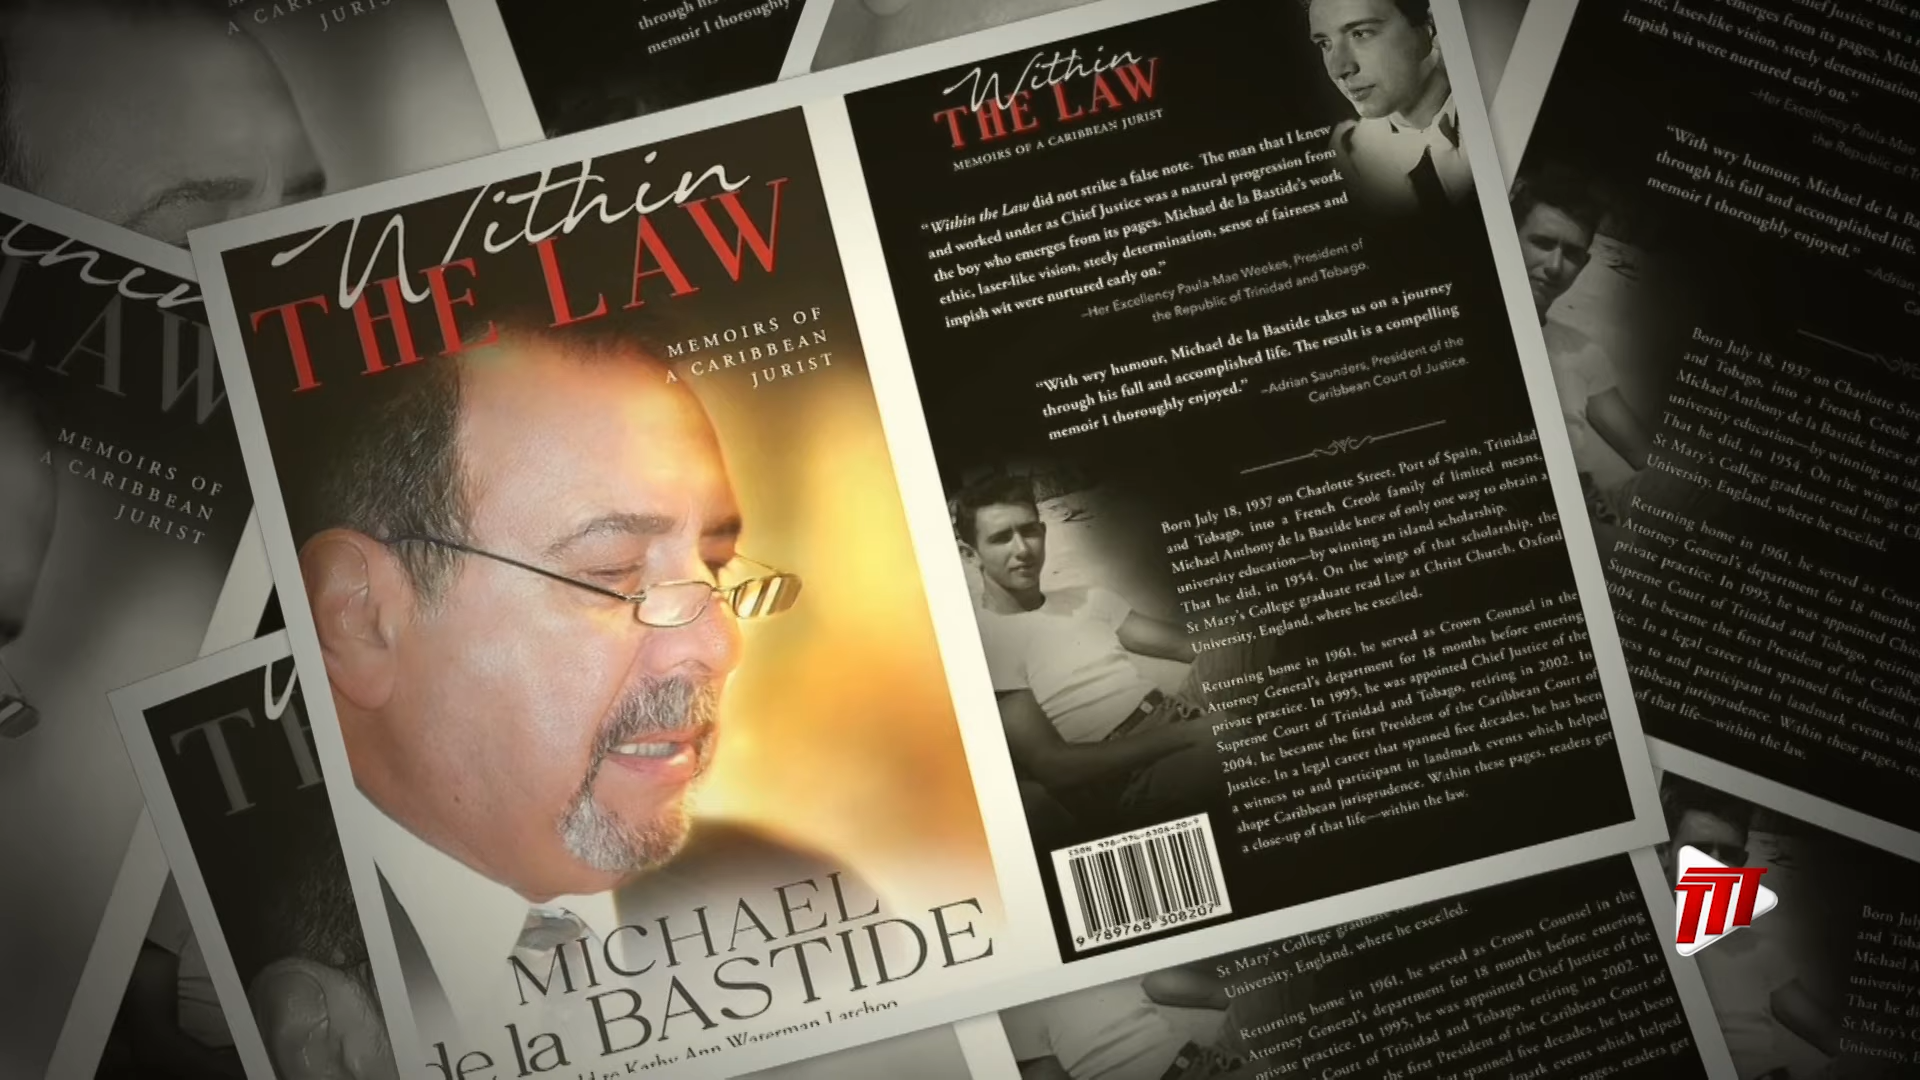 Within
THE LAW
MEMOIRS OF
A CARIBBEAN
JURIST
MICHAEL
de la BASTIDE
Kathy Ann Waterman Latchoo
Within
THE LAW
MEMOIRS OF A CARIBBEAN JURIST
“Within the Law did not strike a false note. The man that I knew
and worked under as Chief Justice was a natural progression from
the boy who emerges from its pages. Michael de la Bastide’s work
ethic, laser-like vision, steely determination, sense of fairness and
impish wit were nurtured early on.”
–Her Excellency Paula-Mae Weekes, President of
the Republic of Trinidad and Tobago.
“With wry humour, Michael de la Bastide takes us on a journey
through his full and accomplished life. The result is a compelling
memoir I thoroughly enjoyed.” –Adrian Saunders, President of the
Caribbean Court of Justice.
Born July 18, 1937 on Charlotte Street, Port of Spain, Trinidad
and Tobago, into a French Creole family of limited means,
Michael Anthony de la Bastide knew of only one way to obtain a
university education—by winning an island scholarship.
That he did, in 1954. On the wings of that scholarship, the
St Mary’s College graduate read law at Christ Church, Oxford
University, England, where he excelled.
Returning home in 1961, he served as Crown Counsel in the
Attorney General’s department for 18 months before entering
private practice. In 1995, he was appointed Chief Justice of the
Supreme Court of Trinidad and Tobago, retiring in 2002. In
2004, he became the first President of the Caribbean Court of
Justice. In a legal career that spanned five decades, he has been
a witness to and participant in landmark events which helped
shape Caribbean jurisprudence. Within these pages, readers get
a close-up of that life—within the law.
ISBN 978-976-8308-20-7
9 789768 308207
TTT